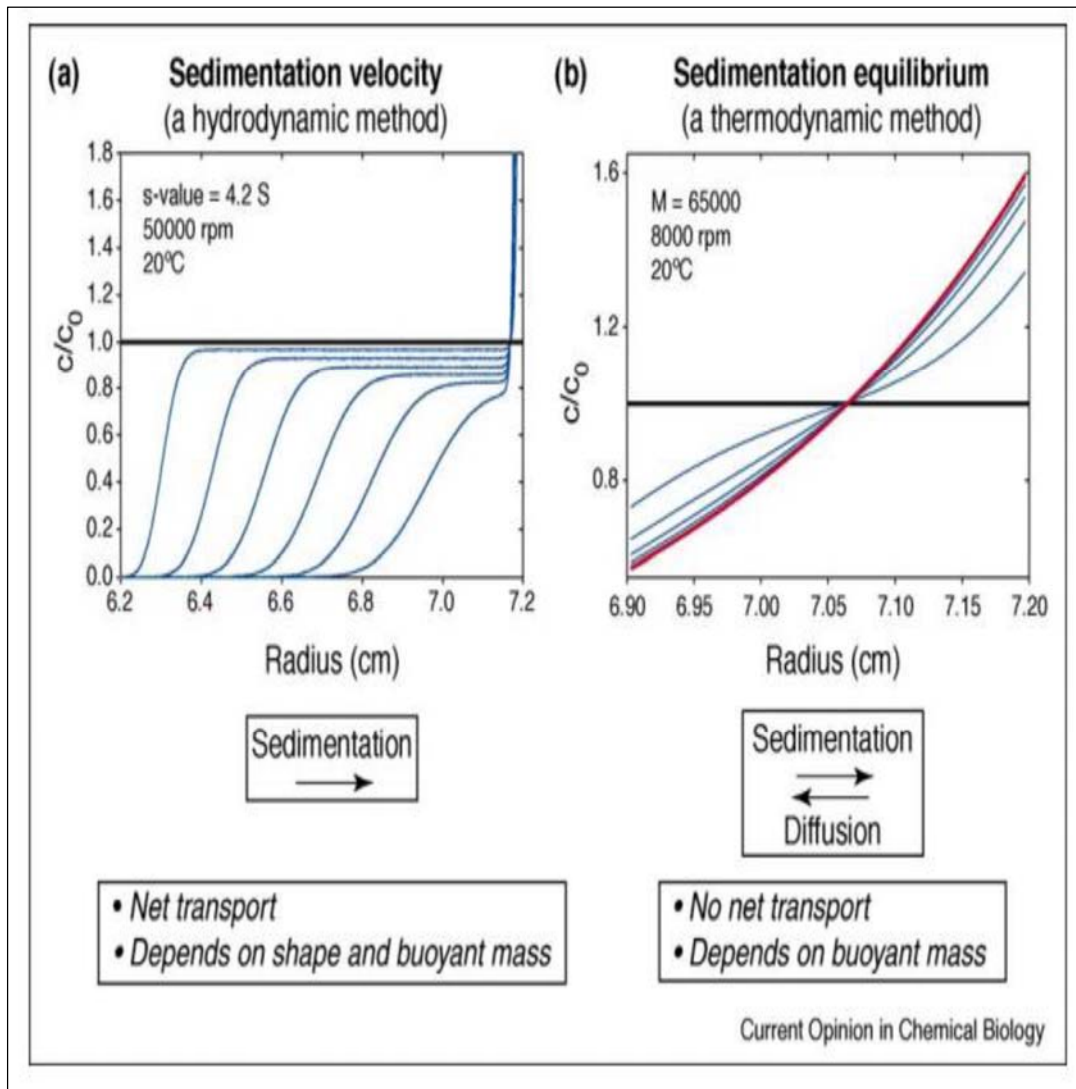 (a) Sedimentation velocity
(a hydrodynamic method)
1.8
1.6
1.4
1.2
1.0
0.8
0.6
0.4
0.2
0.0
c/c₀
s-value = 4.2 S
50000 rpm
20°C
6.2 6.4 6.6 6.8 7.0 7.2
Radius (cm)
Sedimentation
• Net transport
• Depends on shape and buoyant mass
(b) Sedimentation equilibrium
(a thermodynamic method)
1.6
1.2
0.8
c/c₀
M = 65000
8000 rpm
20°C
6.90 6.95 7.00 7.05 7.10 7.15 7.20
Radius (cm)
Sedimentation
Diffusion
• No net transport
• Depends on buoyant mass
Current Opinion in Chemical Biology